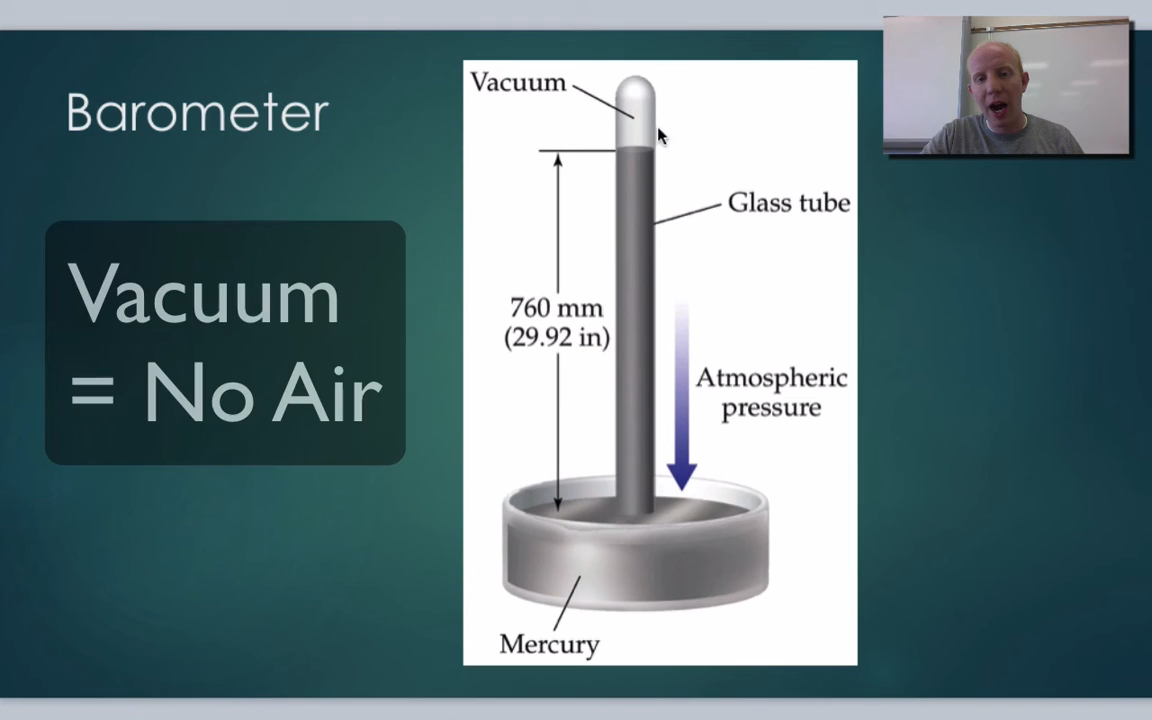 Barometer
Vacuum
= No Air
Vacuum
Glass tube
760 mm
(29.92 in)
Atmospheric
pressure
Mercury